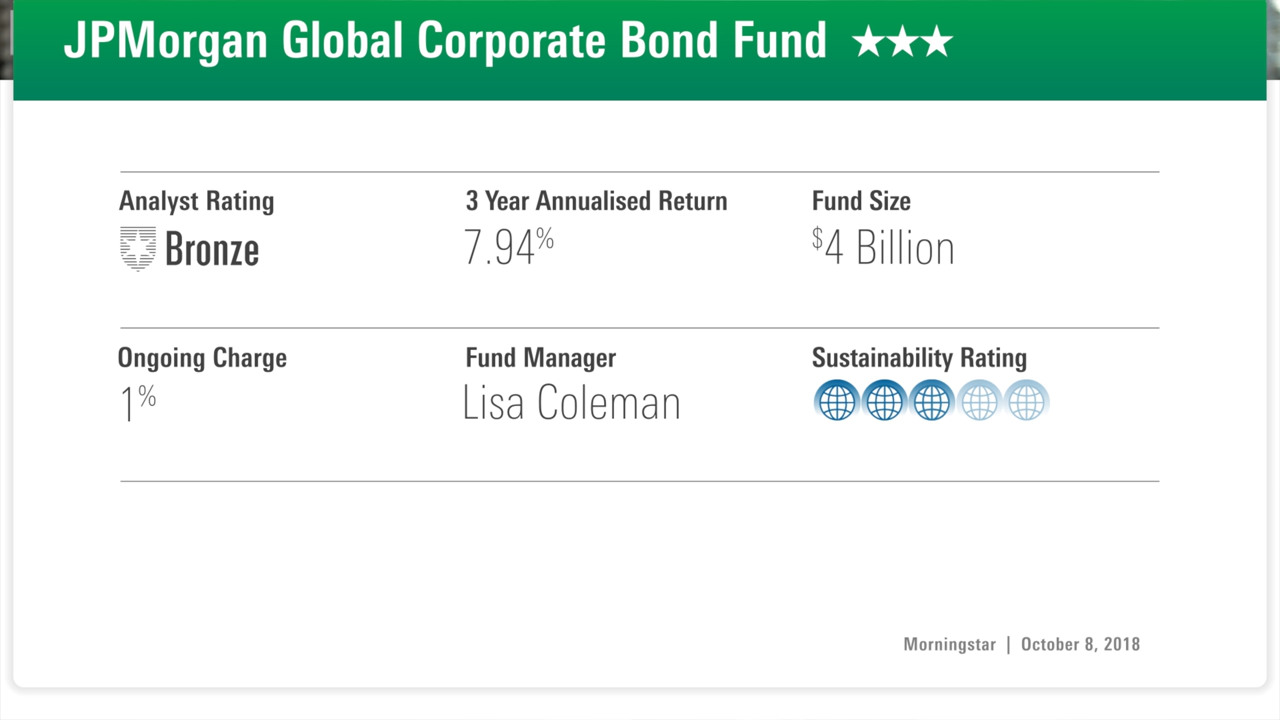 JPMorgan Global Corporate Bond Fund ★★★
Analyst Rating
Bronze
3 Year Annualised Return
7.94%
Fund Size
$4 Billion
Ongoing Charge
1%
Fund Manager
Lisa Coleman
Sustainability Rating
Morningstar | October 8, 2018